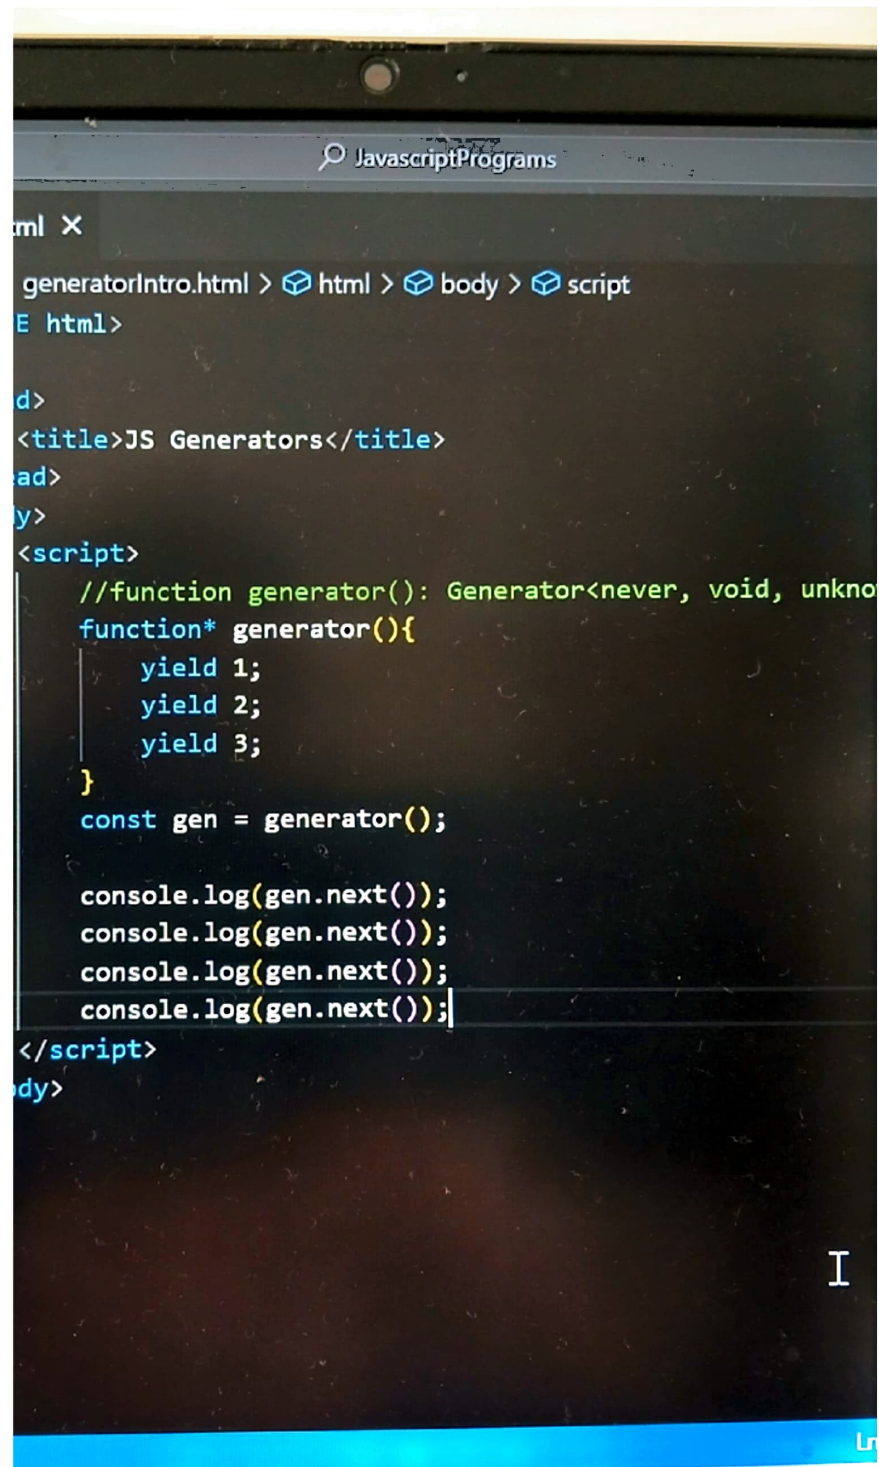 JavascriptPrograms
ml ✕
generatorIntro.html > html > body > script
E html>
d>
<title>JS Generators</title>
ad>
y>
<script>
//function generator(): Generator<never, void, unkno
function* generator(){
yield 1;
yield 2;
yield 3;
}
const gen = generator();
console.log(gen.next());
console.log(gen.next());
console.log(gen.next());
console.log(gen.next());
</script>
dy>
Ln